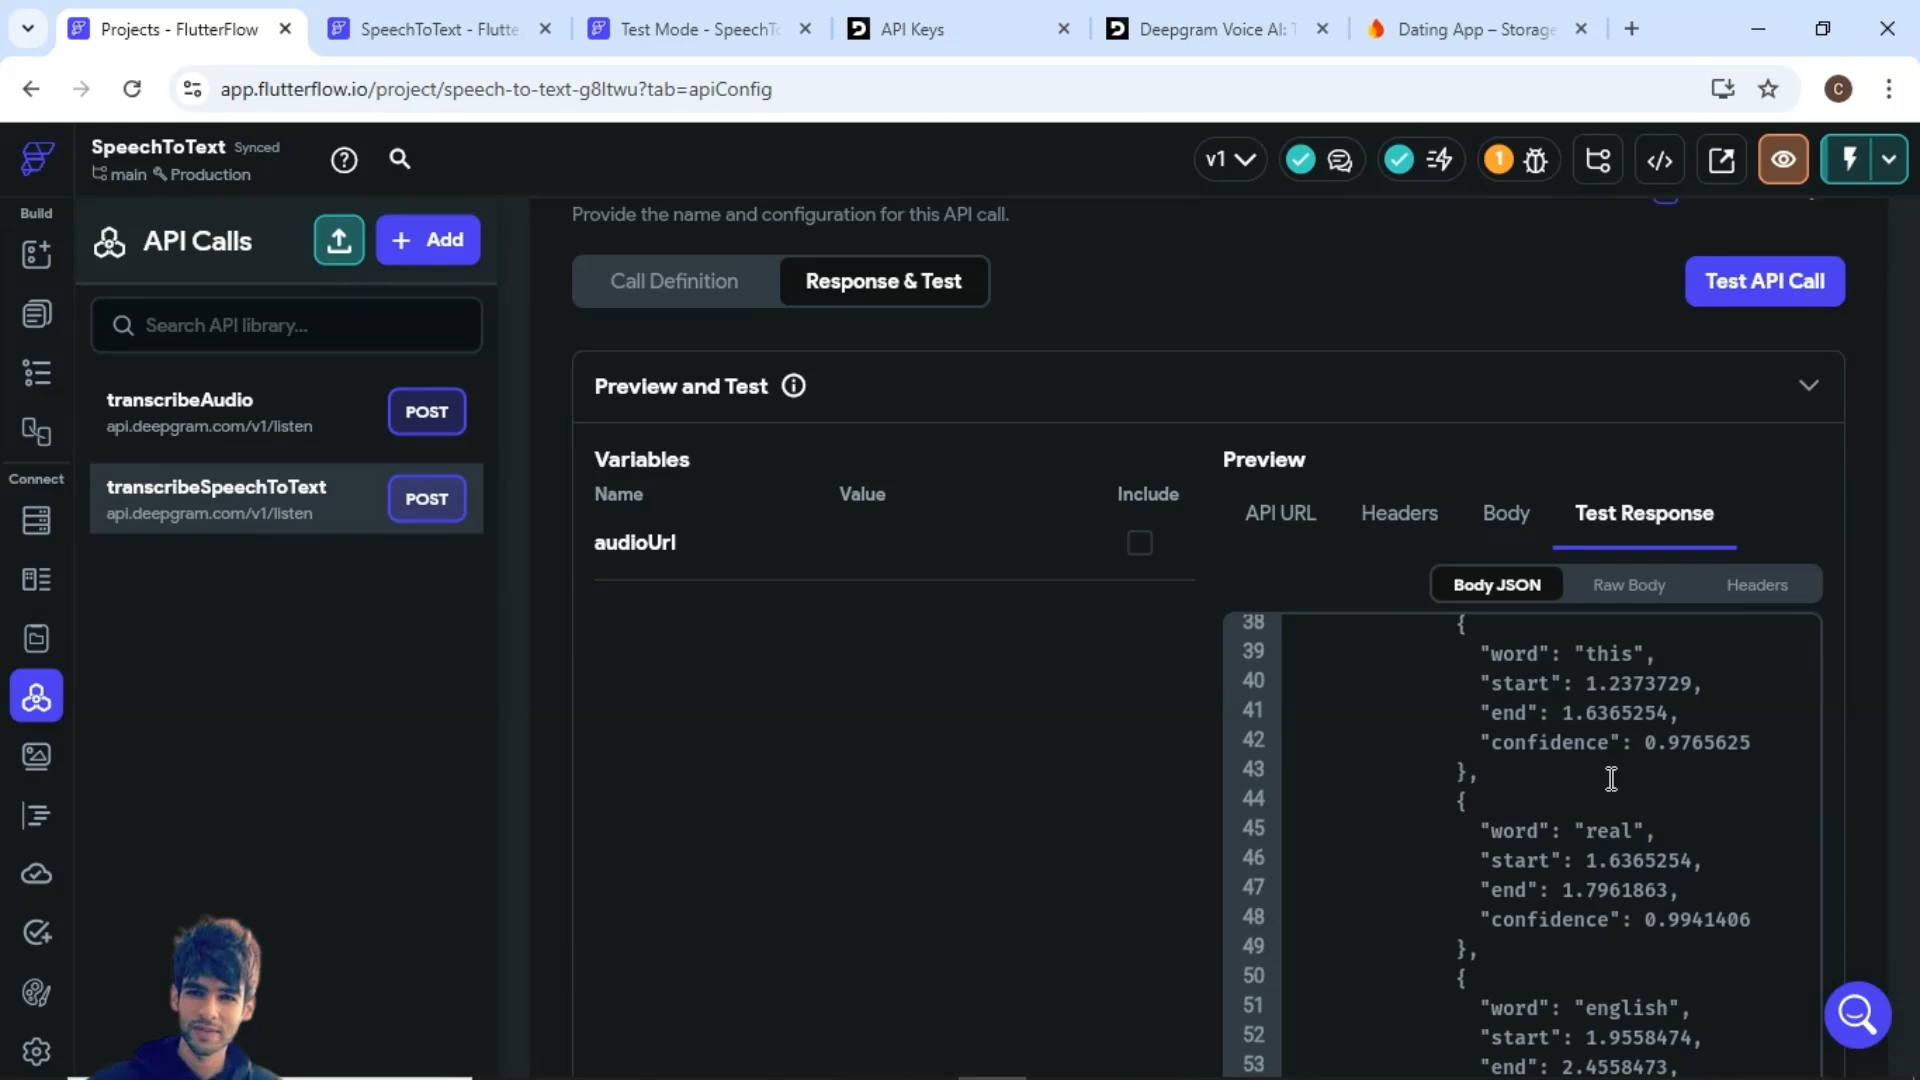 Projects - FlutterFlow
SpeechToText - Flutte
Test Mode - SpeechTo
API Keys
Deepgram Voice AI: T
Dating App – Storage
app.flutterflow.io/project/speech-to-text-g8ltwu?tab=apiConfig
C
SpeechToText Synced
main Production
v1
1
Build
Connect
API Calls
+ Add
Search API library...
transcribeAudio
api.deepgram.com/v1/listen
POST
transcribeSpeechToText
api.deepgram.com/v1/listen
POST
Provide the name and configuration for this API call.
Call Definition
Response & Test
Test API Call
Preview and Test
Variables
Name Value Include
audioUrl
Preview
API URL Headers Body Test Response
Body JSON Raw Body Headers
38 {
39 "word": "this",
40 "start": 1.2373729,
41 "end": 1.6365254,
42 "confidence": 0.9765625
43 },
44 {
45 "word": "real",
46 "start": 1.6365254,
47 "end": 1.7961863,
48 "confidence": 0.9941406
49 },
50 {
51 "word": "english",
52 "start": 1.9558474,
53 "end": 2.4558473,